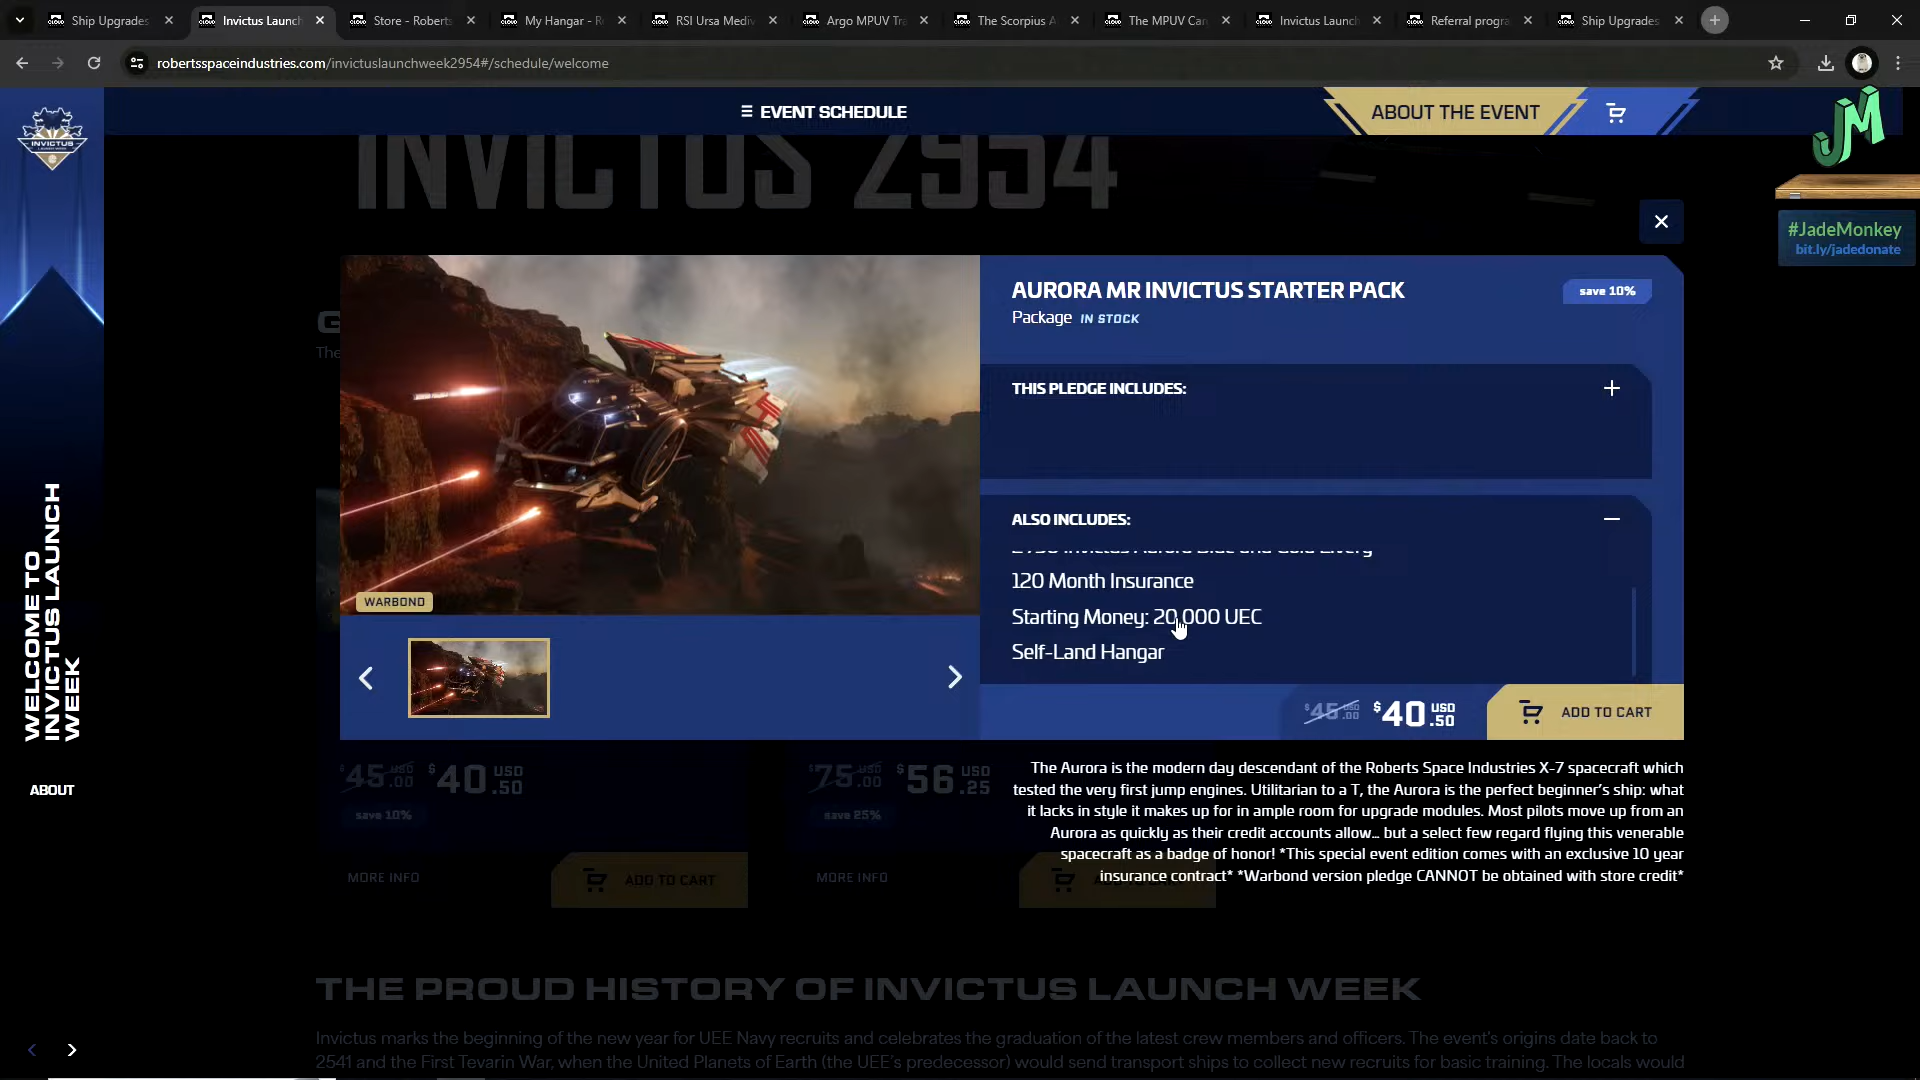 Ship Upgrades
Invictus Launch
Store - Roberts
My Hangar - R
RSI Ursa Mediv
Argo MPUV Tra
The Scorpius A
The MPUV Car
Invictus Launch
Referral progra
Ship Upgrades
robertsspaceindustries.com/invictuslaunchweek2954#/schedule/welcome
INVICTUS
LAUNCH WEEK
EVENT SCHEDULE
ABOUT THE EVENT
JM
#JadeMonkey
bit.ly/jadedonate
INVICTUS 2954
AURORA MR INVICTUS STARTER PACK
save 10%
Package IN STOCK
THIS PLEDGE INCLUDES:
ALSO INCLUDES:
120 Month Insurance
Starting Money: 20,000 UEC
Self-Land Hangar
WARBOND
$45.00 USD $40.50 USD
ADD TO CART
The Aurora is the modern day descendant of the Roberts Space Industries X-7 spacecraft which
tested the very first jump engines. Utilitarian to a T, the Aurora is the perfect beginner's ship: what
it lacks in style it makes up for in ample room for upgrade modules. Most pilots move up from an
Aurora as quickly as their credit accounts allow... but a select few regard flying this venerable
spacecraft as a badge of honor! *This special event edition comes with an exclusive 10 year
insurance contract* *Warbond version pledge CANNOT be obtained with store credit*
WELCOME TO
INVICTUS LAUNCH
WEEK
ABOUT
The
$45.00 USD $40.50 USD
save 10%
MORE INFO
ADD TO CART
$75.00 USD $56.25 USD
save 25%
MORE INFO
THE PROUD HISTORY OF INVICTUS LAUNCH WEEK
Invictus marks the beginning of the new year for UEE Navy recruits and celebrates the graduation of the latest crew members and officers. The event's origins date back to
2541 and the First Tevarin War, when the United Planets of Earth (the UEE's predecessor) would send transport ships to collect new recruits for basic training. The locals would